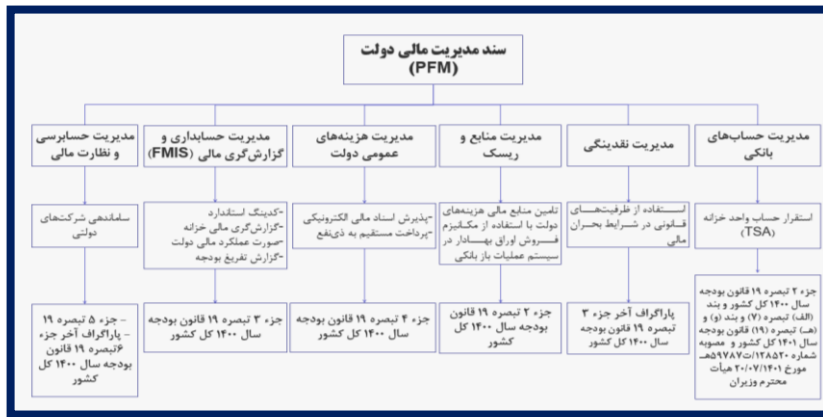 سند مدیریت مالی دولت
(PFM)
مدیریت حساب‌های
بانکی
مدیریت نقدینگی
مدیریت منابع و
ریسک
مدیریت هزینه‌های
عمومی دولت
مدیریت حسابداری و
گزارش‌گری مالی (FMIS)
مدیریت حسابرسی
و نظارت مالی
استقرار حساب واحد خزانه
(TSA)
استفاده از ظرفیت‌های
قانونی در شرایط بحران
مالی
تامین منابع مالی هزینه‌های
دولت با استفاده از مکانیزم
فروش اوراق بهادار در
سیستم عملیات باز بانکی
-پذیرش اسناد مالی الکترونیکی
-پرداخت مستقیم به ذی‌نفع
-کدینگ استاندارد
-گزارش‌گری مالی خزانه
-صورت عملکرد مالی دولت
-گزارش تفریغ بودجه
ساماندهی شرکت‌های
دولتی
جزء ۲ تبصره ۱۹ قانون بودجه
سال ۱۴۰۰ کل کشور و بند
(الف) تبصره (۷) و بند (و) و
(هـ) تبصره (۱۹) قانون بودجه
سال ۱۴۰۱ کل کشور و مصوبه
شماره ۱۲۸۵۲۰/ت۵۹۷۸۷هـ
مورخ ۲۰/۰۷/۱۴۰۱ هیأت
محترم وزیران
پاراگراف آخر جزء ۳
تبصره ۱۹ قانون بودجه
سال ۱۴۰۰ کل کشور
جزء ۲ تبصره ۱۹ قانون
بودجه سال ۱۴۰۰ کل
کشور
جزء ۴ تبصره ۱۹ قانون بودجه
سال ۱۴۰۰ کل کشور
جزء ۳ تبصره ۱۹ قانون بودجه
سال ۱۴۰۰ کل کشور
- جزء ۵ تبصره ۱۹
- پاراگراف آخر جزء
۶تبصره ۱۹ قانون
بودجه سال ۱۴۰۰ کل
کشور